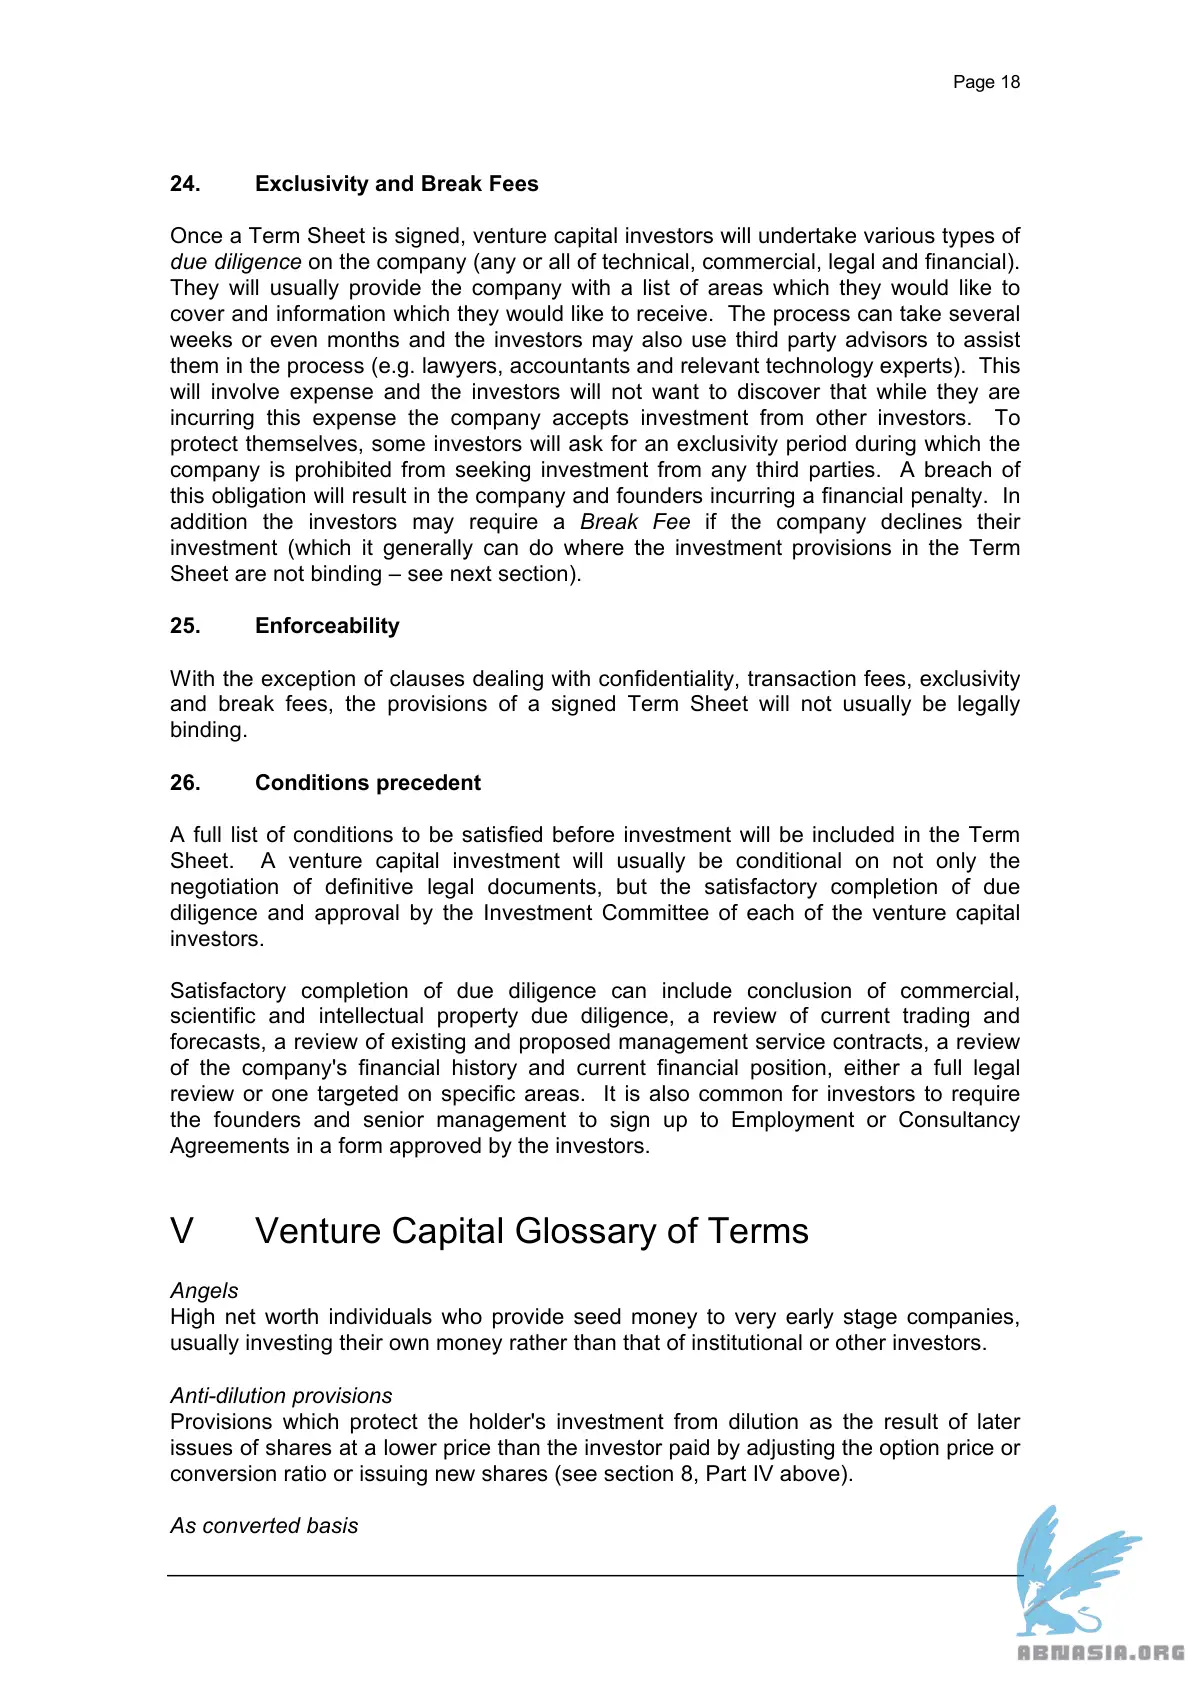 Page 18
24. Exclusivity and Break Fees
Once a Term Sheet is signed, venture capital investors will undertake various types of
due diligence on the company (any or all of technical, commercial, legal and financial).
They will usually provide the company with a list of areas which they would like to
cover and information which they would like to receive. The process can take several
weeks or even months and the investors may also use third party advisors to assist
them in the process (e.g. lawyers, accountants and relevant technology experts). This
will involve expense and the investors will not want to discover that while they are
incurring this expense the company accepts investment from other investors. To
protect themselves, some investors will ask for an exclusivity period during which the
company is prohibited from seeking investment from any third parties. A breach of
this obligation will result in the company and founders incurring a financial penalty. In
addition the investors may require a Break Fee if the company declines their
investment (which it generally can do where the investment provisions in the Term
Sheet are not binding – see next section).
25. Enforceability
With the exception of clauses dealing with confidentiality, transaction fees, exclusivity
and break fees, the provisions of a signed Term Sheet will not usually be legally
binding.
26. Conditions precedent
A full list of conditions to be satisfied before investment will be included in the Term
Sheet. A venture capital investment will usually be conditional on not only the
negotiation of definitive legal documents, but the satisfactory completion of due
diligence and approval by the Investment Committee of each of the venture capital
investors.
Satisfactory completion of due diligence can include conclusion of commercial,
scientific and intellectual property due diligence, a review of current trading and
forecasts, a review of existing and proposed management service contracts, a review
of the company's financial history and current financial position, either a full legal
review or one targeted on specific areas. It is also common for investors to require
the founders and senior management to sign up to Employment or Consultancy
Agreements in a form approved by the investors.
V Venture Capital Glossary of Terms
Angels
High net worth individuals who provide seed money to very early stage companies,
usually investing their own money rather than that of institutional or other investors.
Anti-dilution provisions
Provisions which protect the holder's investment from dilution as the result of later
issues of shares at a lower price than the investor paid by adjusting the option price or
conversion ratio or issuing new shares (see section 8, Part IV above).
As converted basis
ABNASIA.ORG